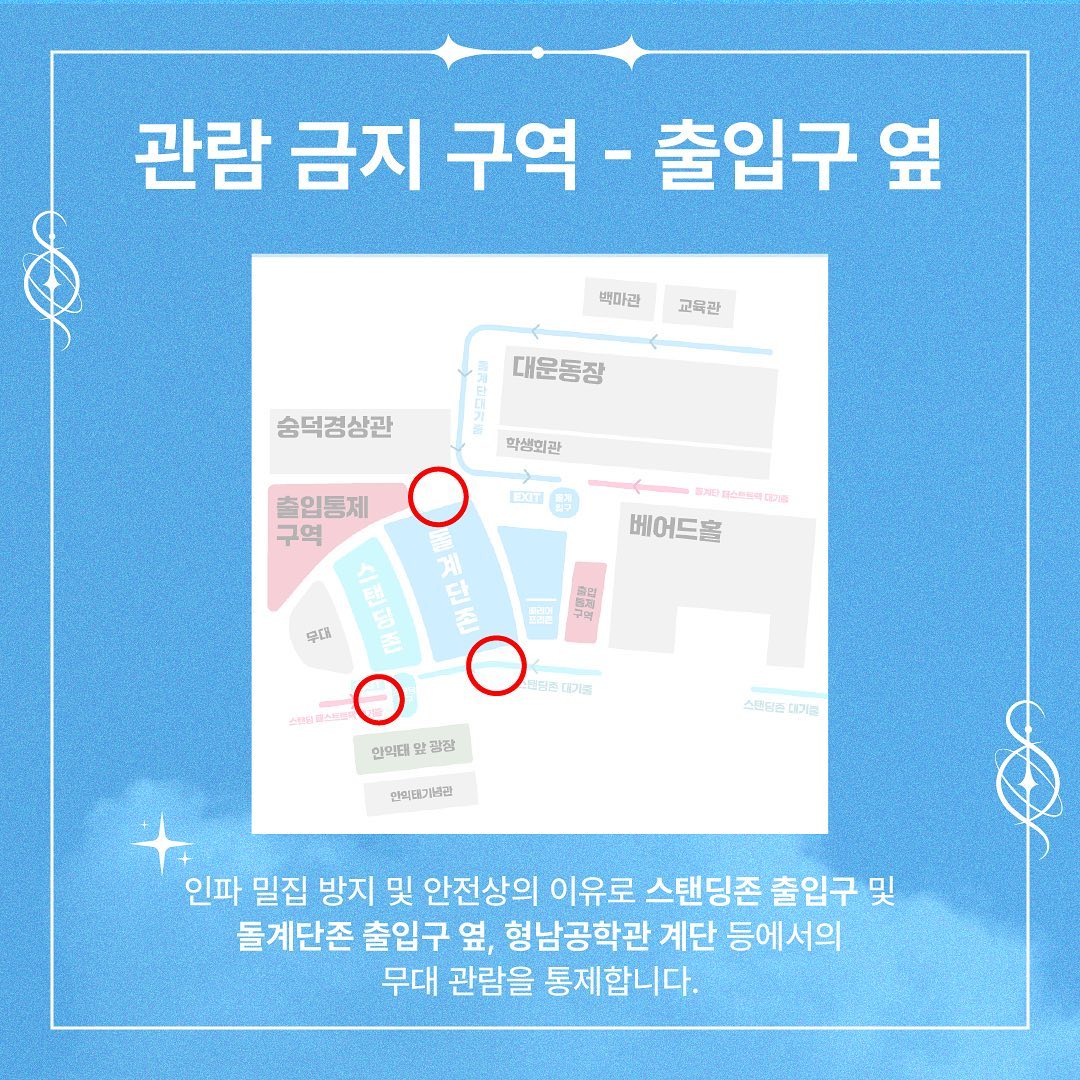 관람 금지 구역 - 출입구 옆
백마관
교육관
대운동장
돌계단대기줄
학생회관
숭덕경상관
EXIT
돌계
입구
돌계단 패스트트랙 대기줄
출입통제
구역
베어드홀
돌계단존
스탠딩존
무대
플레이
프리존
출입
통제
구역
스탠딩존 대기줄
스탠딩존 대기줄
스탠딩 패스트트랙 대기줄
안익태 앞 광장
안익태기념관
인파 밀집 방지 및 안전상의 이유로 스탠딩존 출입구 및
돌계단존 출입구 옆, 형남공학관 계단 등에서의
무대 관람을 통제합니다.